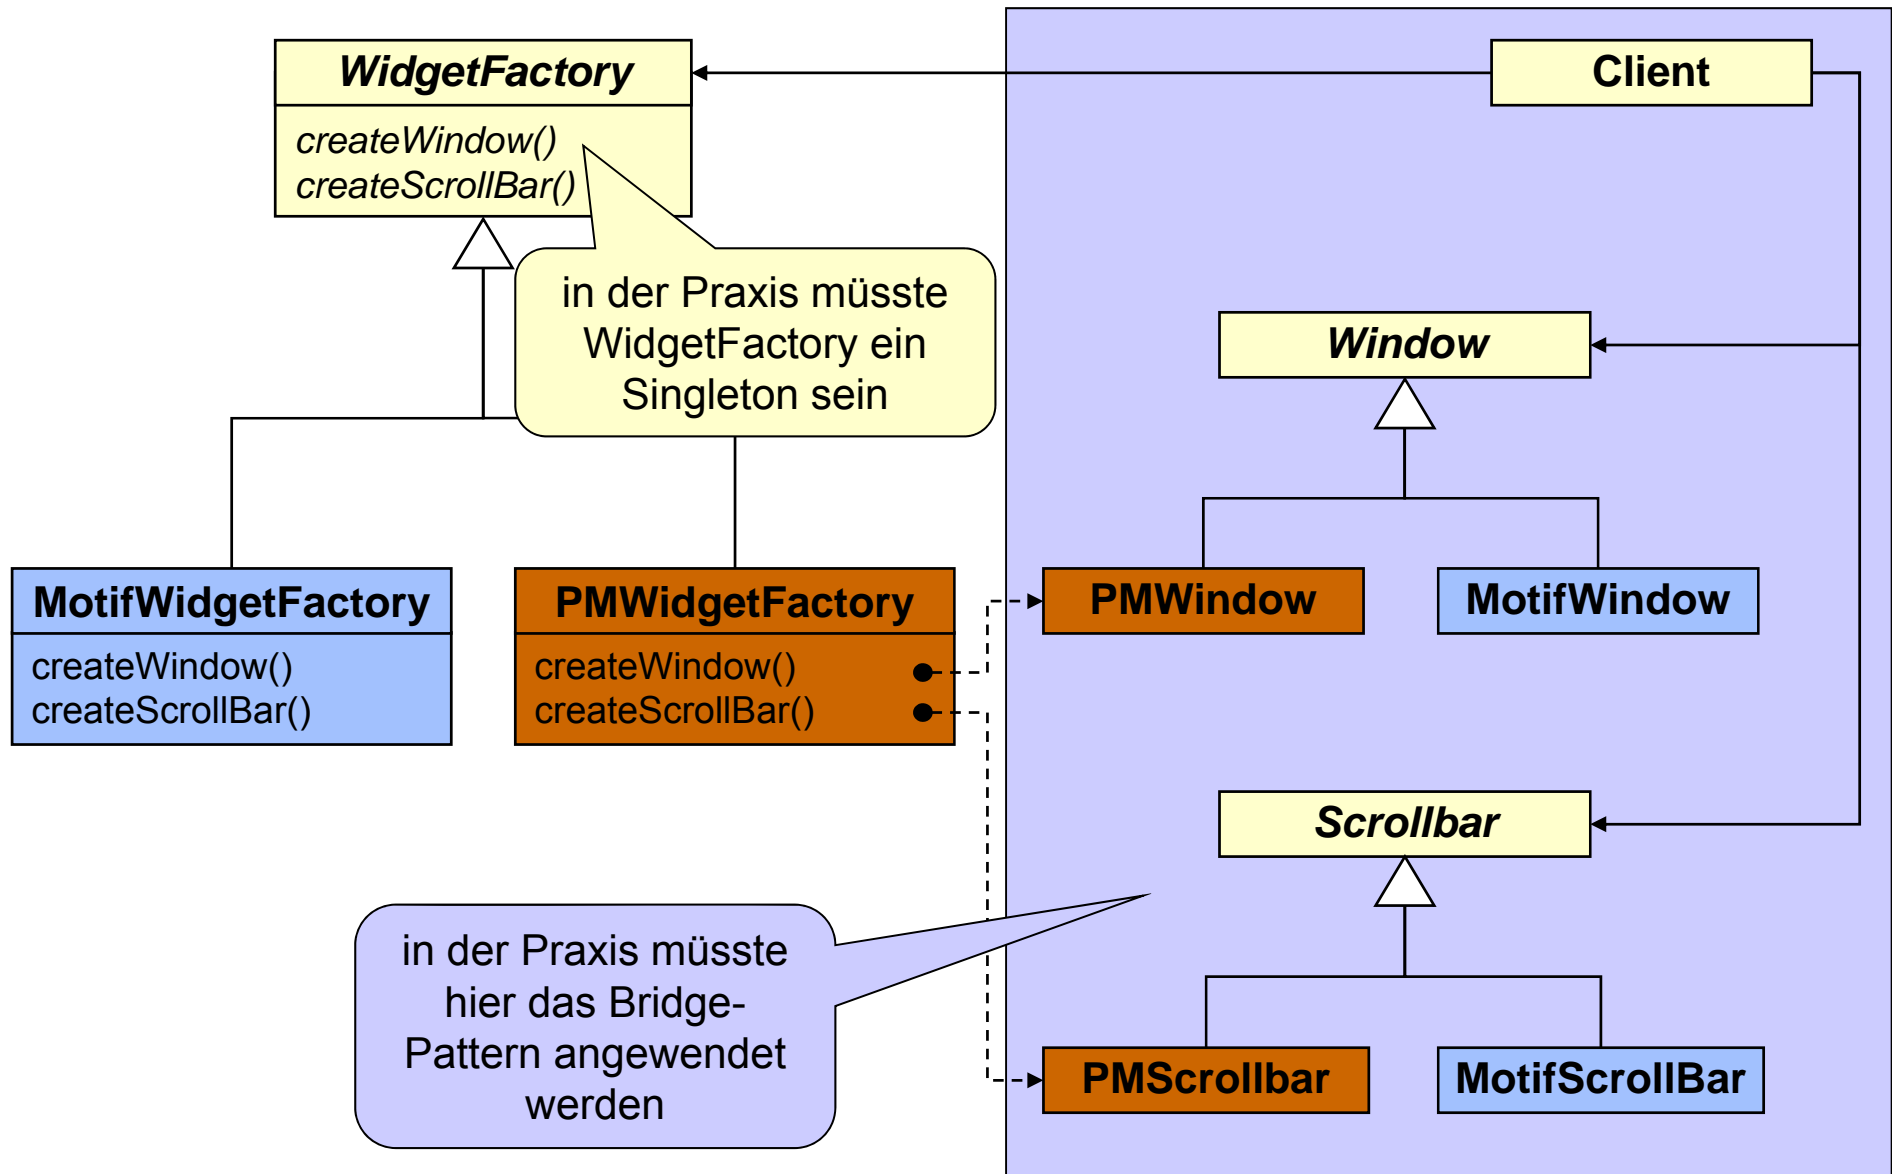 WidgetFactory
createWindow()
createScrollBar()
Client
in der Praxis müsste
WidgetFactory ein
Singleton sein
Window
MotifWidgetFactory
createWindow()
createScrollBar()
PMWidgetFactory
createWindow()
createScrollBar()
PMWindow
MotifWindow
Scrollbar
in der Praxis müsste
hier das Bridge-
Pattern angewendet
werden
PMScrollbar
MotifScrollBar